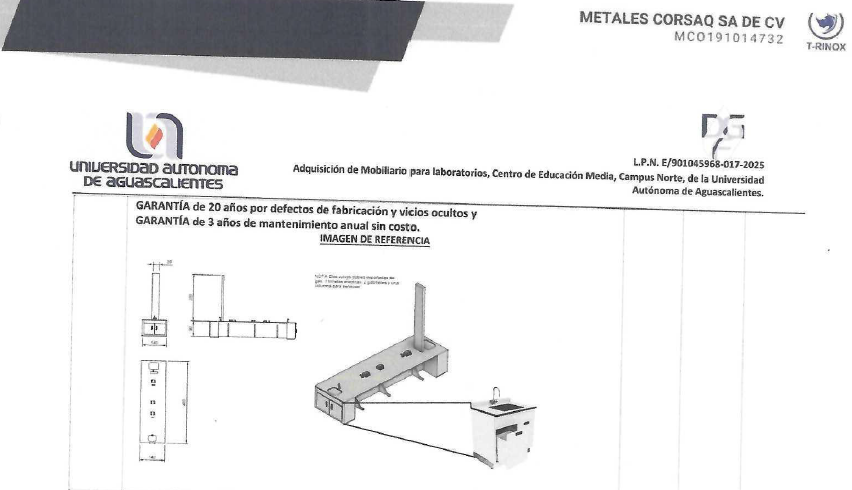 METALES CORSAQ SA DE CV
MCO191014732
T-RINOX
UNIVERSIDAD AUTONOMA
DE AGUASCALIENTES
L.P.N. E/901045968-017-2025
Adquisición de Mobiliario para laboratorios, Centro de Educación Media, Campus Norte, de la Universidad
Autónoma de Aguascalientes.
GARANTÍA de 20 años por defectos de fabricación y vicios ocultos y
GARANTÍA de 3 años de mantenimiento anual sin costo.
IMAGEN DE REFERENCIA